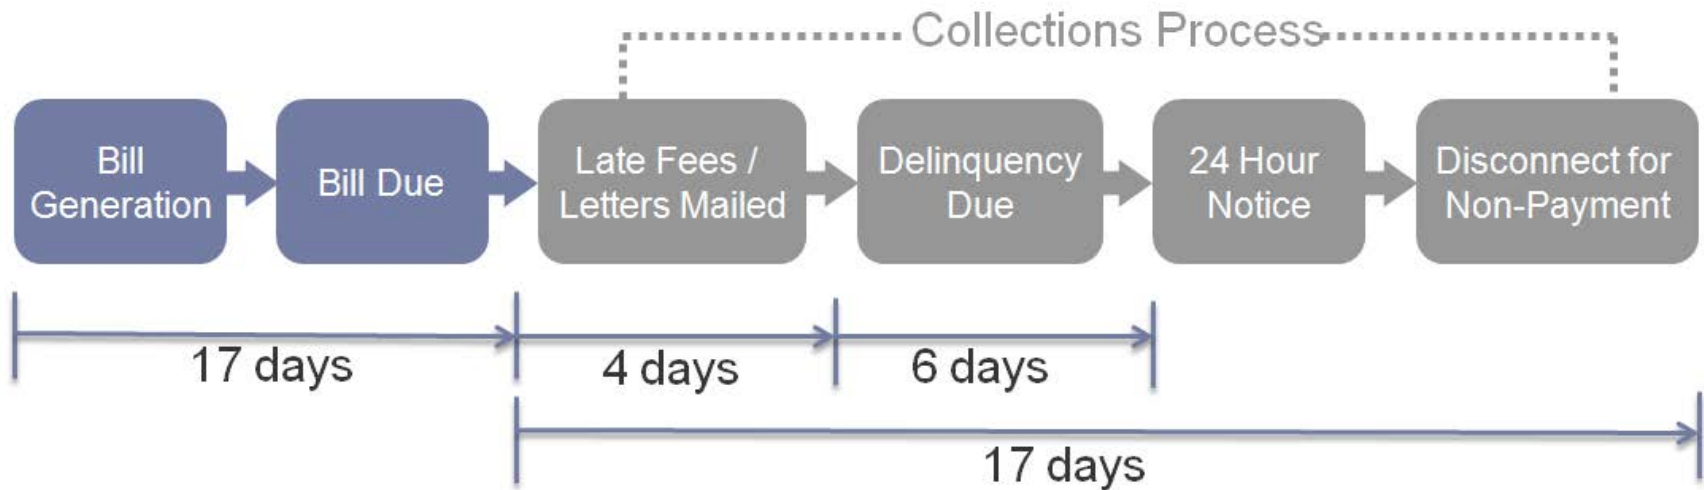 Collections Process
Bill
Generation
Bill Due
Late Fees /
Letters Mailed
Delinquency
Due
24 Hour
Notice
Disconnect for
Non-Payment
17 days
4 days
6 days
17 days